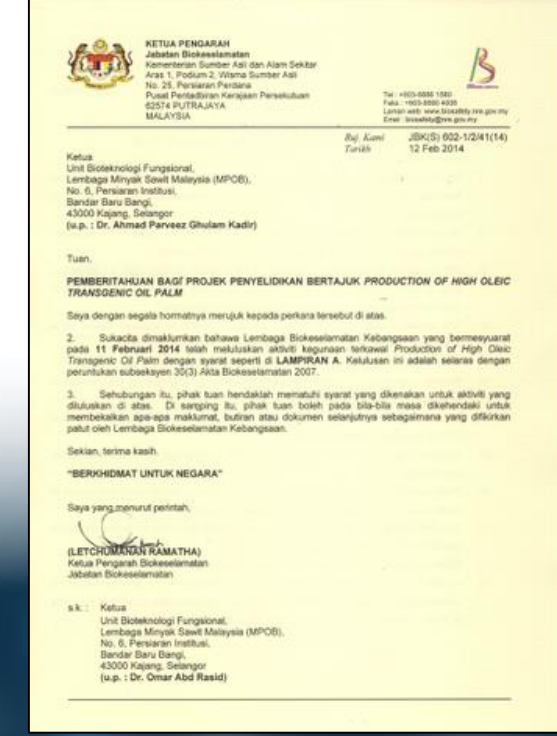 KETUA PENGARAH
Jabatan Biokeselamatan
Kementerian Sumber Asli dan Alam Sekitar
Aras 1, Podium 2, Wisma Sumber Asli
No. 25, Persiaran Perdana
Pusat Pentadbiran Kerajaan Persekutuan
62574 PUTRAJAYA
MALAYSIA
Ruj. Kami JBK(S) 602-1/2/41(14)
Tarikh 12 Feb 2014
Ketua
Unit Bioteknologi Fungsional,
Lembaga Minyak Sawit Malaysia (MPOB),
No. 6, Persiaran Institusi,
Bandar Baru Bangi,
43000 Kajang, Selangor
(u.p. : Dr. Ahmad Parveez Ghulam Kadir)
Tuan,
PEMBERITAHUAN BAGI PROJEK PENYELIDIKAN BERTAJUK PRODUCTION OF HIGH OLEIC
TRANSGENIC OIL PALM
Saya dengan segala hormatnya merujuk kepada perkara tersebut di atas.
2. Sukacita dimaklumkan bahawa Lembaga Biokeselamatan Kebangsaan yang bermesyuarat
pada 11 Februari 2014 telah meluluskan aktiviti kegunaan terkawal Production of High Oleic
Transgenic Oil Palm dengan syarat seperti di LAMPIRAN A. Kelulusan ini adalah selaras dengan
peruntukan subseksyen 30(3) Akta Biokeselamatan 2007.
3. Sehubungan itu, pihak tuan hendaklah mematuhi syarat yang dikenakan untuk aktiviti yang
diluluskan di atas. Di samping itu, pihak tuan boleh pada bila-bila masa dikehendaki untuk
membekalkan apa-apa maklumat, butiran atau dokumen selanjutnya sebagaimana yang difikirkan
patut oleh Lembaga Biokeselamatan Kebangsaan.
Sekian, terima kasih.
"BERKHIDMAT UNTUK NEGARA"
Saya yang menurut perintah,
(LETCHUMANAN RAMATHA)
Ketua Pengarah Biokeselamatan
Jabatan Biokeselamatan
s.k. : Ketua
Unit Bioteknologi Fungsional,
Lembaga Minyak Sawit Malaysia (MPOB),
No. 6, Persiaran Institusi,
Bandar Baru Bangi,
43000 Kajang, Selangor
(u.p. : Dr. Omar Abd Rasid)